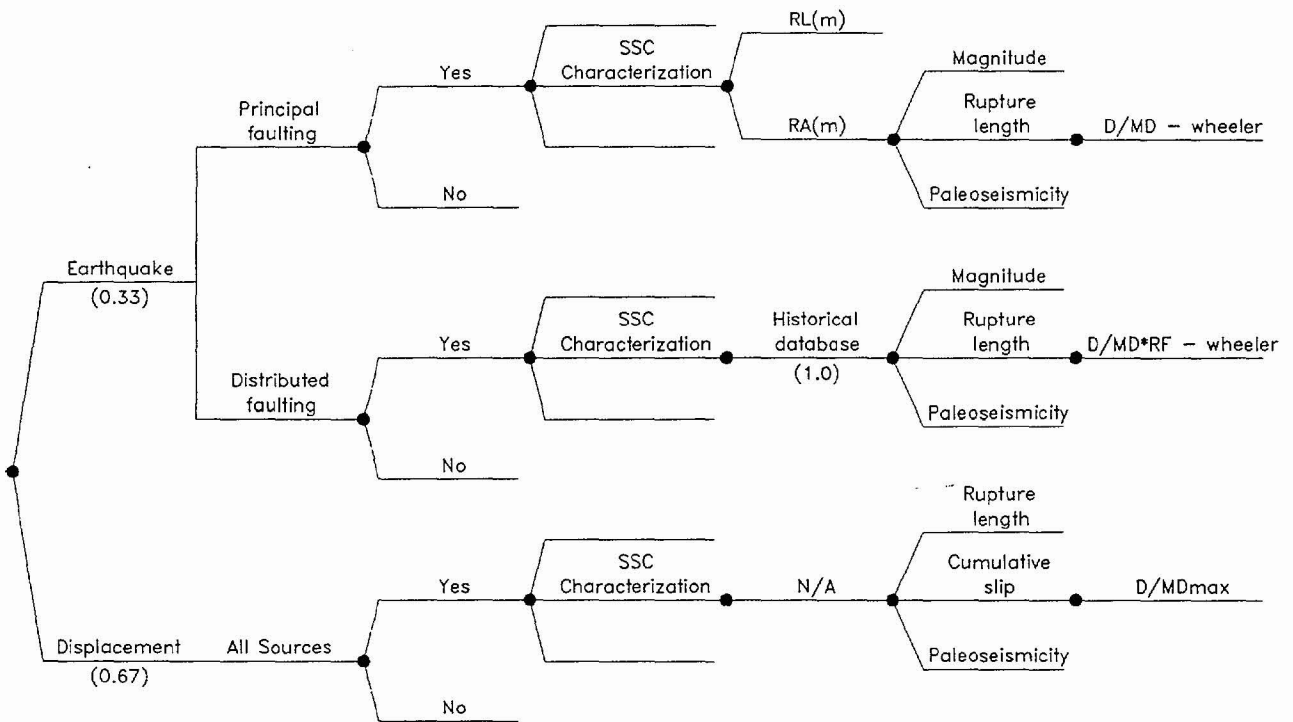 RL(m)
SSC
Characterization
Yes
Magnitude
Principal
faulting
Rupture
length
RA(m)
D/MD – wheeler
No
Paleoseismicity
Earthquake
(0.33)
Magnitude
SSC
Characterization
Yes
Historical
database
(1.0)
Rupture
length
D/MD*RF – wheeler
Distributed
faulting
Paleoseismicity
No
Rupture
length
SSC
Characterization
Yes
N/A
Cumulative
slip
D/MDmax
Displacement
(0.67)
All Sources
Paleoseismicity
No